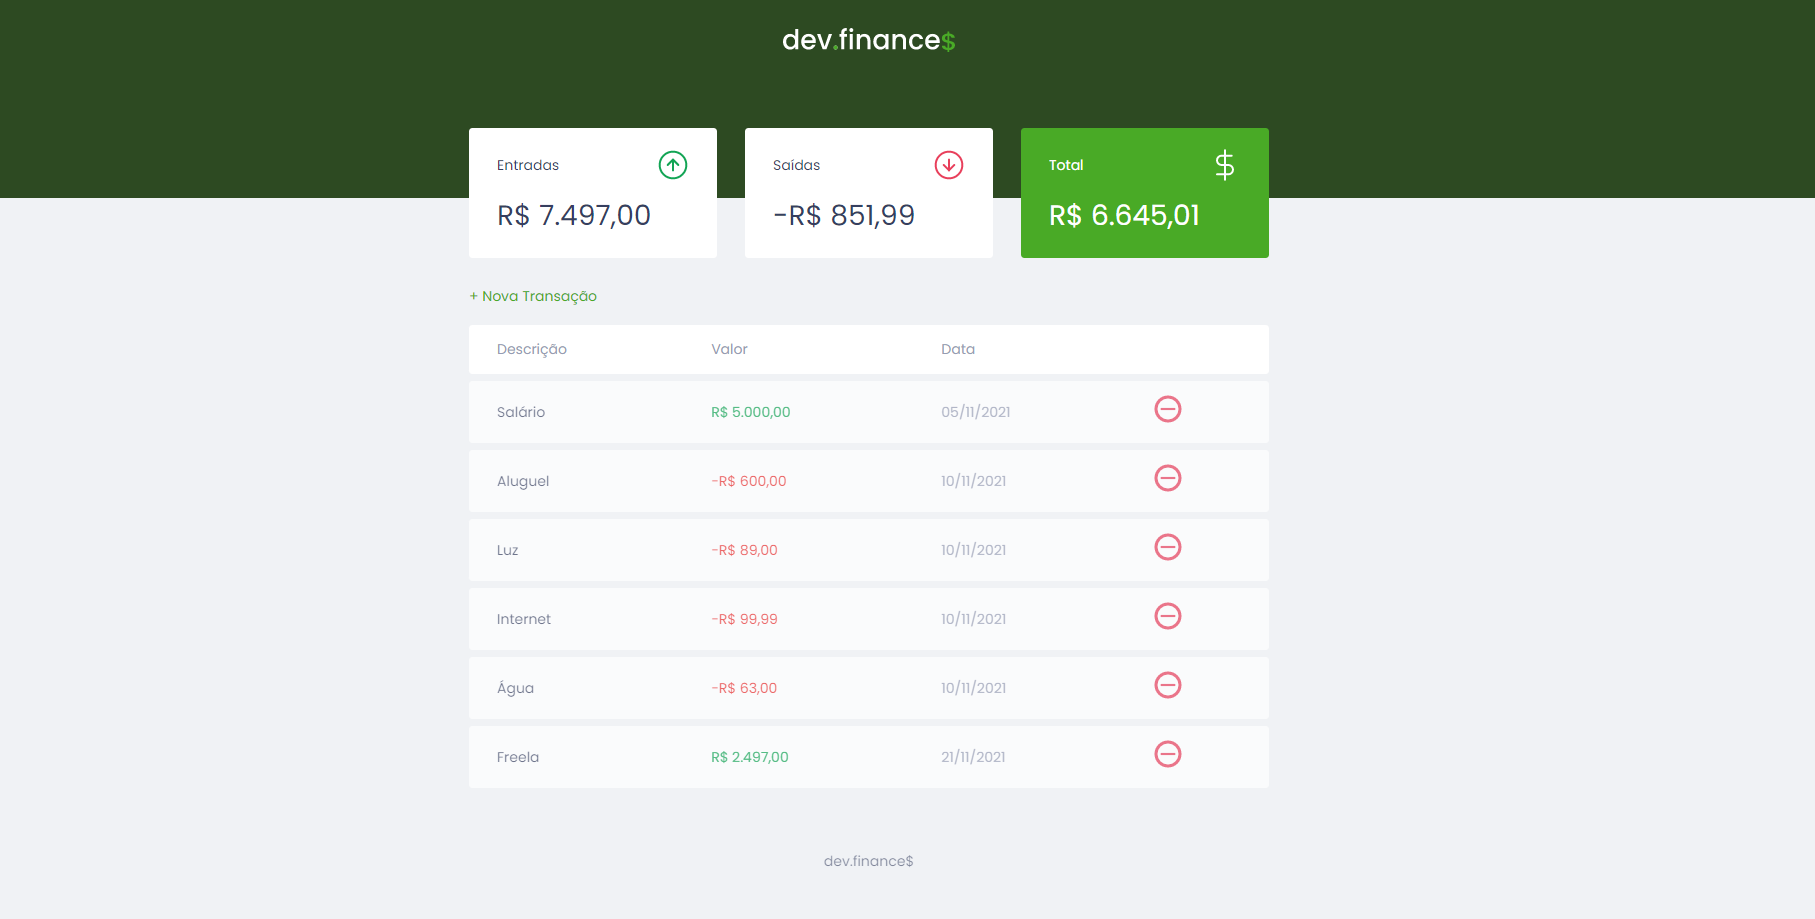 dev.finance$
Entradas
R$ 7.497,00
Saídas
-R$ 851,99
Total
$
R$ 6.645,01
+ Nova Transação
Descrição Valor Data
Salário R$ 5.000,00 05/11/2021
Aluguel -R$ 600,00 10/11/2021
Luz -R$ 89,00 10/11/2021
Internet -R$ 99,99 10/11/2021
Água -R$ 63,00 10/11/2021
Freela R$ 2.497,00 21/11/2021
dev.finance$